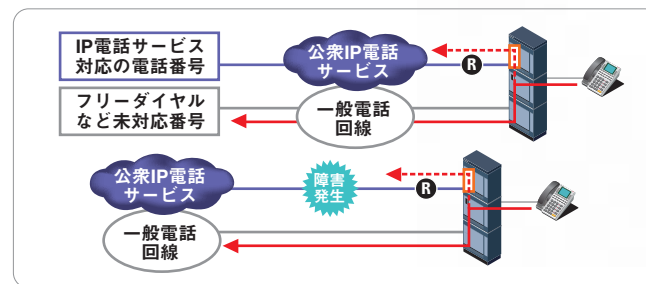 IP電話サービス
対応の電話番号
公衆IP電話
サービス
R
フリーダイヤル
など未対応番号
一般電話
回線
公衆IP電話
サービス
障害
発生
R
一般電話
回線